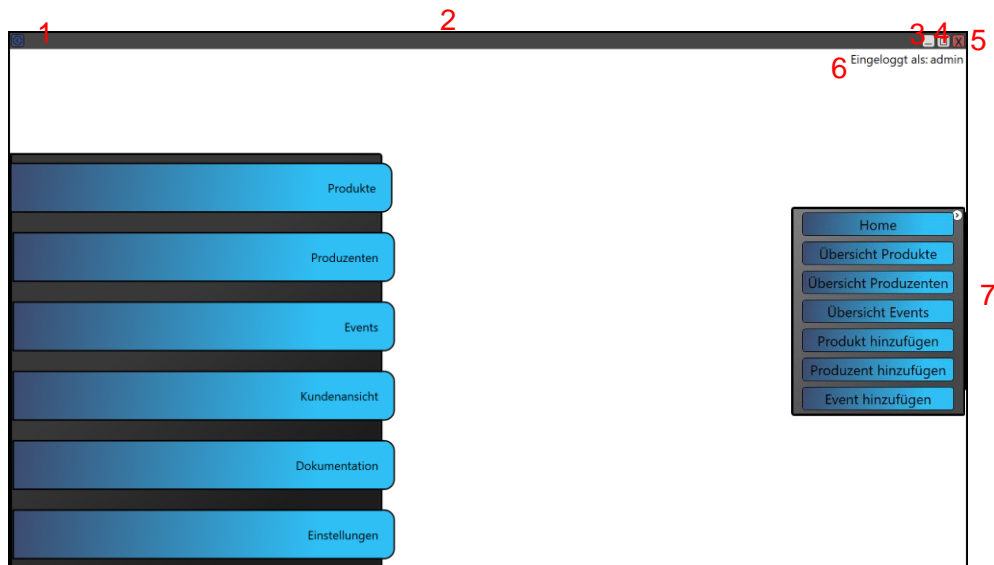 1
2
3 4 5
X
6 Eingeloggt als: admin
Produkte
Produzenten
Events
Kundenansicht
Dokumentation
Einstellungen
Home
Übersicht Produkte
Übersicht Produzenten
Übersicht Events
Produkt hinzufügen
Produzent hinzufügen
Event hinzufügen
7